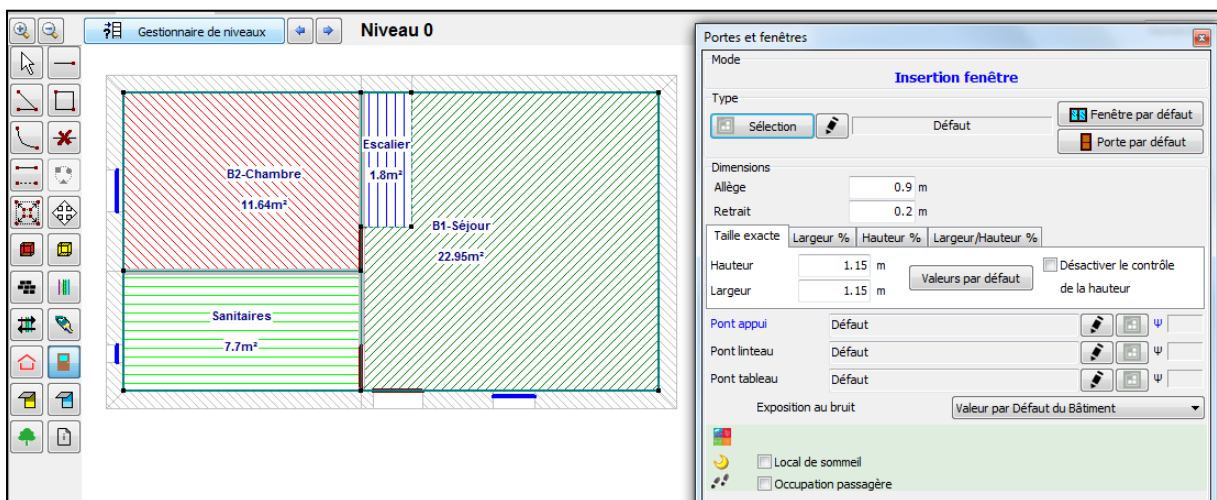 Gestionnaire de niveaux
Niveau 0
B2-Chambre
11.64m²
Escalier
1.8m²
B1-Séjour
22.95m²
Sanitaires
7.7m²
Portes et fenêtres
Mode
Insertion fenêtre
Type
Sélection
Défaut
Fenêtre par défaut
Porte par défaut
Dimensions
Allège 0.9 m
Retrait 0.2 m
Taille exacte Largeur % Hauteur % Largeur/Hauteur %
Hauteur 1.15 m
Largeur 1.15 m
Valeurs par défaut
Désactiver le contrôle
de la hauteur
Pont appui Défaut Ψ
Pont linteau Défaut Ψ
Pont tableau Défaut Ψ
Exposition au bruit Valeur par Défaut du Bâtiment
Local de sommeil
Occupation passagère